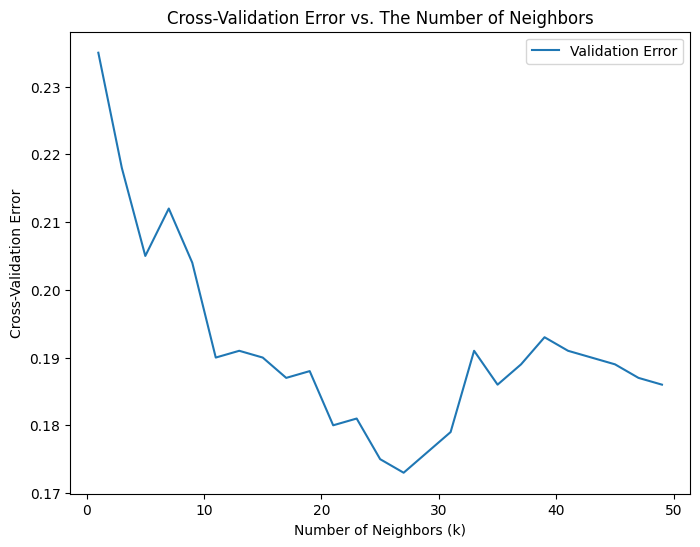 Cross-Validation Error vs. The Number of Neighbors
Validation Error
Cross-Validation Error
0.23
0.22
0.21
0.20
0.19
0.18
0.17
0 10 20 30 40 50
Number of Neighbors (k)